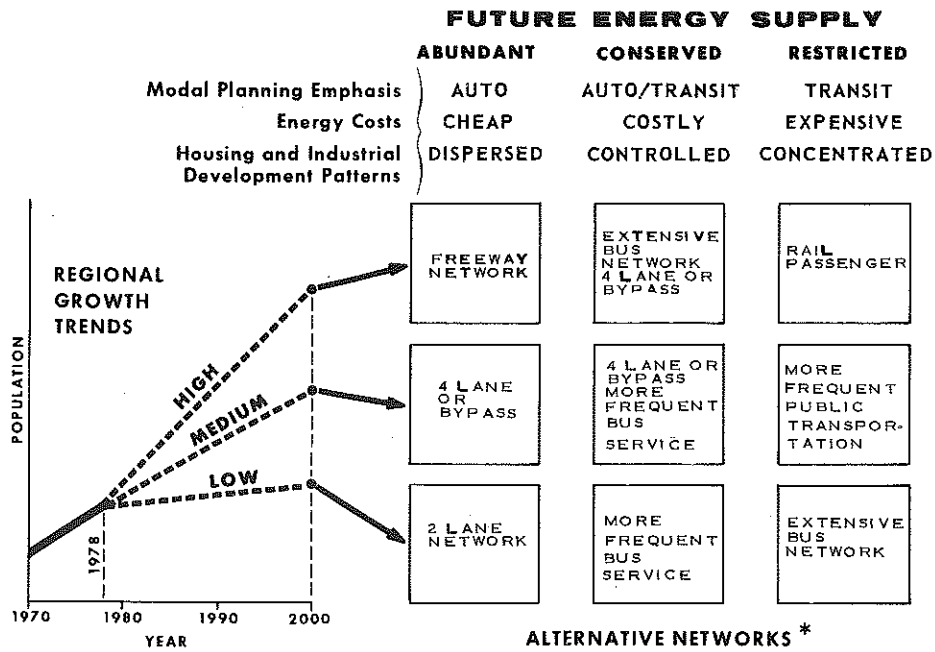 FUTURE ENERGY SUPPLY
ABUNDANT CONSERVED RESTRICTED
Modal Planning Emphasis AUTO AUTO/TRANSIT TRANSIT
Energy Costs CHEAP COSTLY EXPENSIVE
Housing and Industrial
Development Patterns
DISPERSED CONTROLLED CONCENTRATED
REGIONAL
GROWTH
TRENDS
POPULATION
HIGH
MEDIUM
LOW
1978
1970 1980 1990 2000
YEAR
FREEWAY
NETWORK
EXTENSIVE
BUS
NETWORK
4 LANE OR
BYPASS
RAIL
PASSENGER
4 LANE
OR
BYPASS
4 LANE OR
BYPASS
MORE
FREQUENT
BUS
SERVICE
MORE
FREQUENT
PUBLIC
TRANSPOR-
TATION
2 LANE
NETWORK
MORE
FREQUENT
BUS
SERVICE
EXTENSIVE
BUS
NETWORK
ALTERNATIVE NETWORKS *